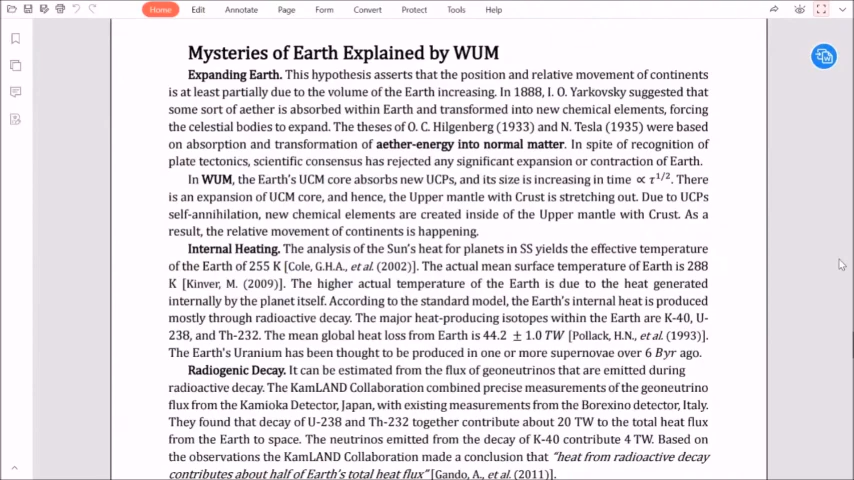 Home Edit Annotate Page Form Convert Protect Tools Help
Mysteries of Earth Explained by WUM
Expanding Earth. This hypothesis asserts that the position and relative movement of continents
is at least partially due to the volume of the Earth increasing. In 1888, I. O. Yarkovsky suggested that
some sort of aether is absorbed within Earth and transformed into new chemical elements, forcing
the celestial bodies to expand. The theses of O. C. Hilgenberg (1933) and N. Tesla (1935) were based
on absorption and transformation of aether-energy into normal matter. In spite of recognition of
plate tectonics, scientific consensus has rejected any significant expansion or contraction of Earth.
In WUM, the Earth's UCM core absorbs new UCPs, and its size is increasing in time ∝ τ^1/2. There
is an expansion of UCM core, and hence, the Upper mantle with Crust is stretching out. Due to UCPs
self-annihilation, new chemical elements are created inside of the Upper mantle with Crust. As a
result, the relative movement of continents is happening.
Internal Heating. The analysis of the Sun's heat for planets in SS yields the effective temperature
of the Earth of 255 K [Cole, G.H.A., et al. (2002)]. The actual mean surface temperature of Earth is 288
K [Kinver, M. (2009)]. The higher actual temperature of the Earth is due to the heat generated
internally by the planet itself. According to the standard model, the Earth's internal heat is produced
mostly through radioactive decay. The major heat-producing isotopes within the Earth are K-40, U-
238, and Th-232. The mean global heat loss from Earth is 44.2 ± 1.0 TW [Pollack, H.N., et al. (1993)].
The Earth's Uranium has been thought to be produced in one or more supernovae over 6 Byr ago.
Radiogenic Decay. It can be estimated from the flux of geoneutrinos that are emitted during
radioactive decay. The KamLAND Collaboration combined precise measurements of the geoneutrino
flux from the Kamioka Detector, Japan, with existing measurements from the Borexino detector, Italy.
They found that decay of U-238 and Th-232 together contribute about 20 TW to the total heat flux
from the Earth to space. The neutrinos emitted from the decay of K-40 contribute 4 TW. Based on
the observations the KamLAND Collaboration made a conclusion that "heat from radioactive decay
contributes about half of Earth's total heat flux" [Gando, A., et al. (2011)].